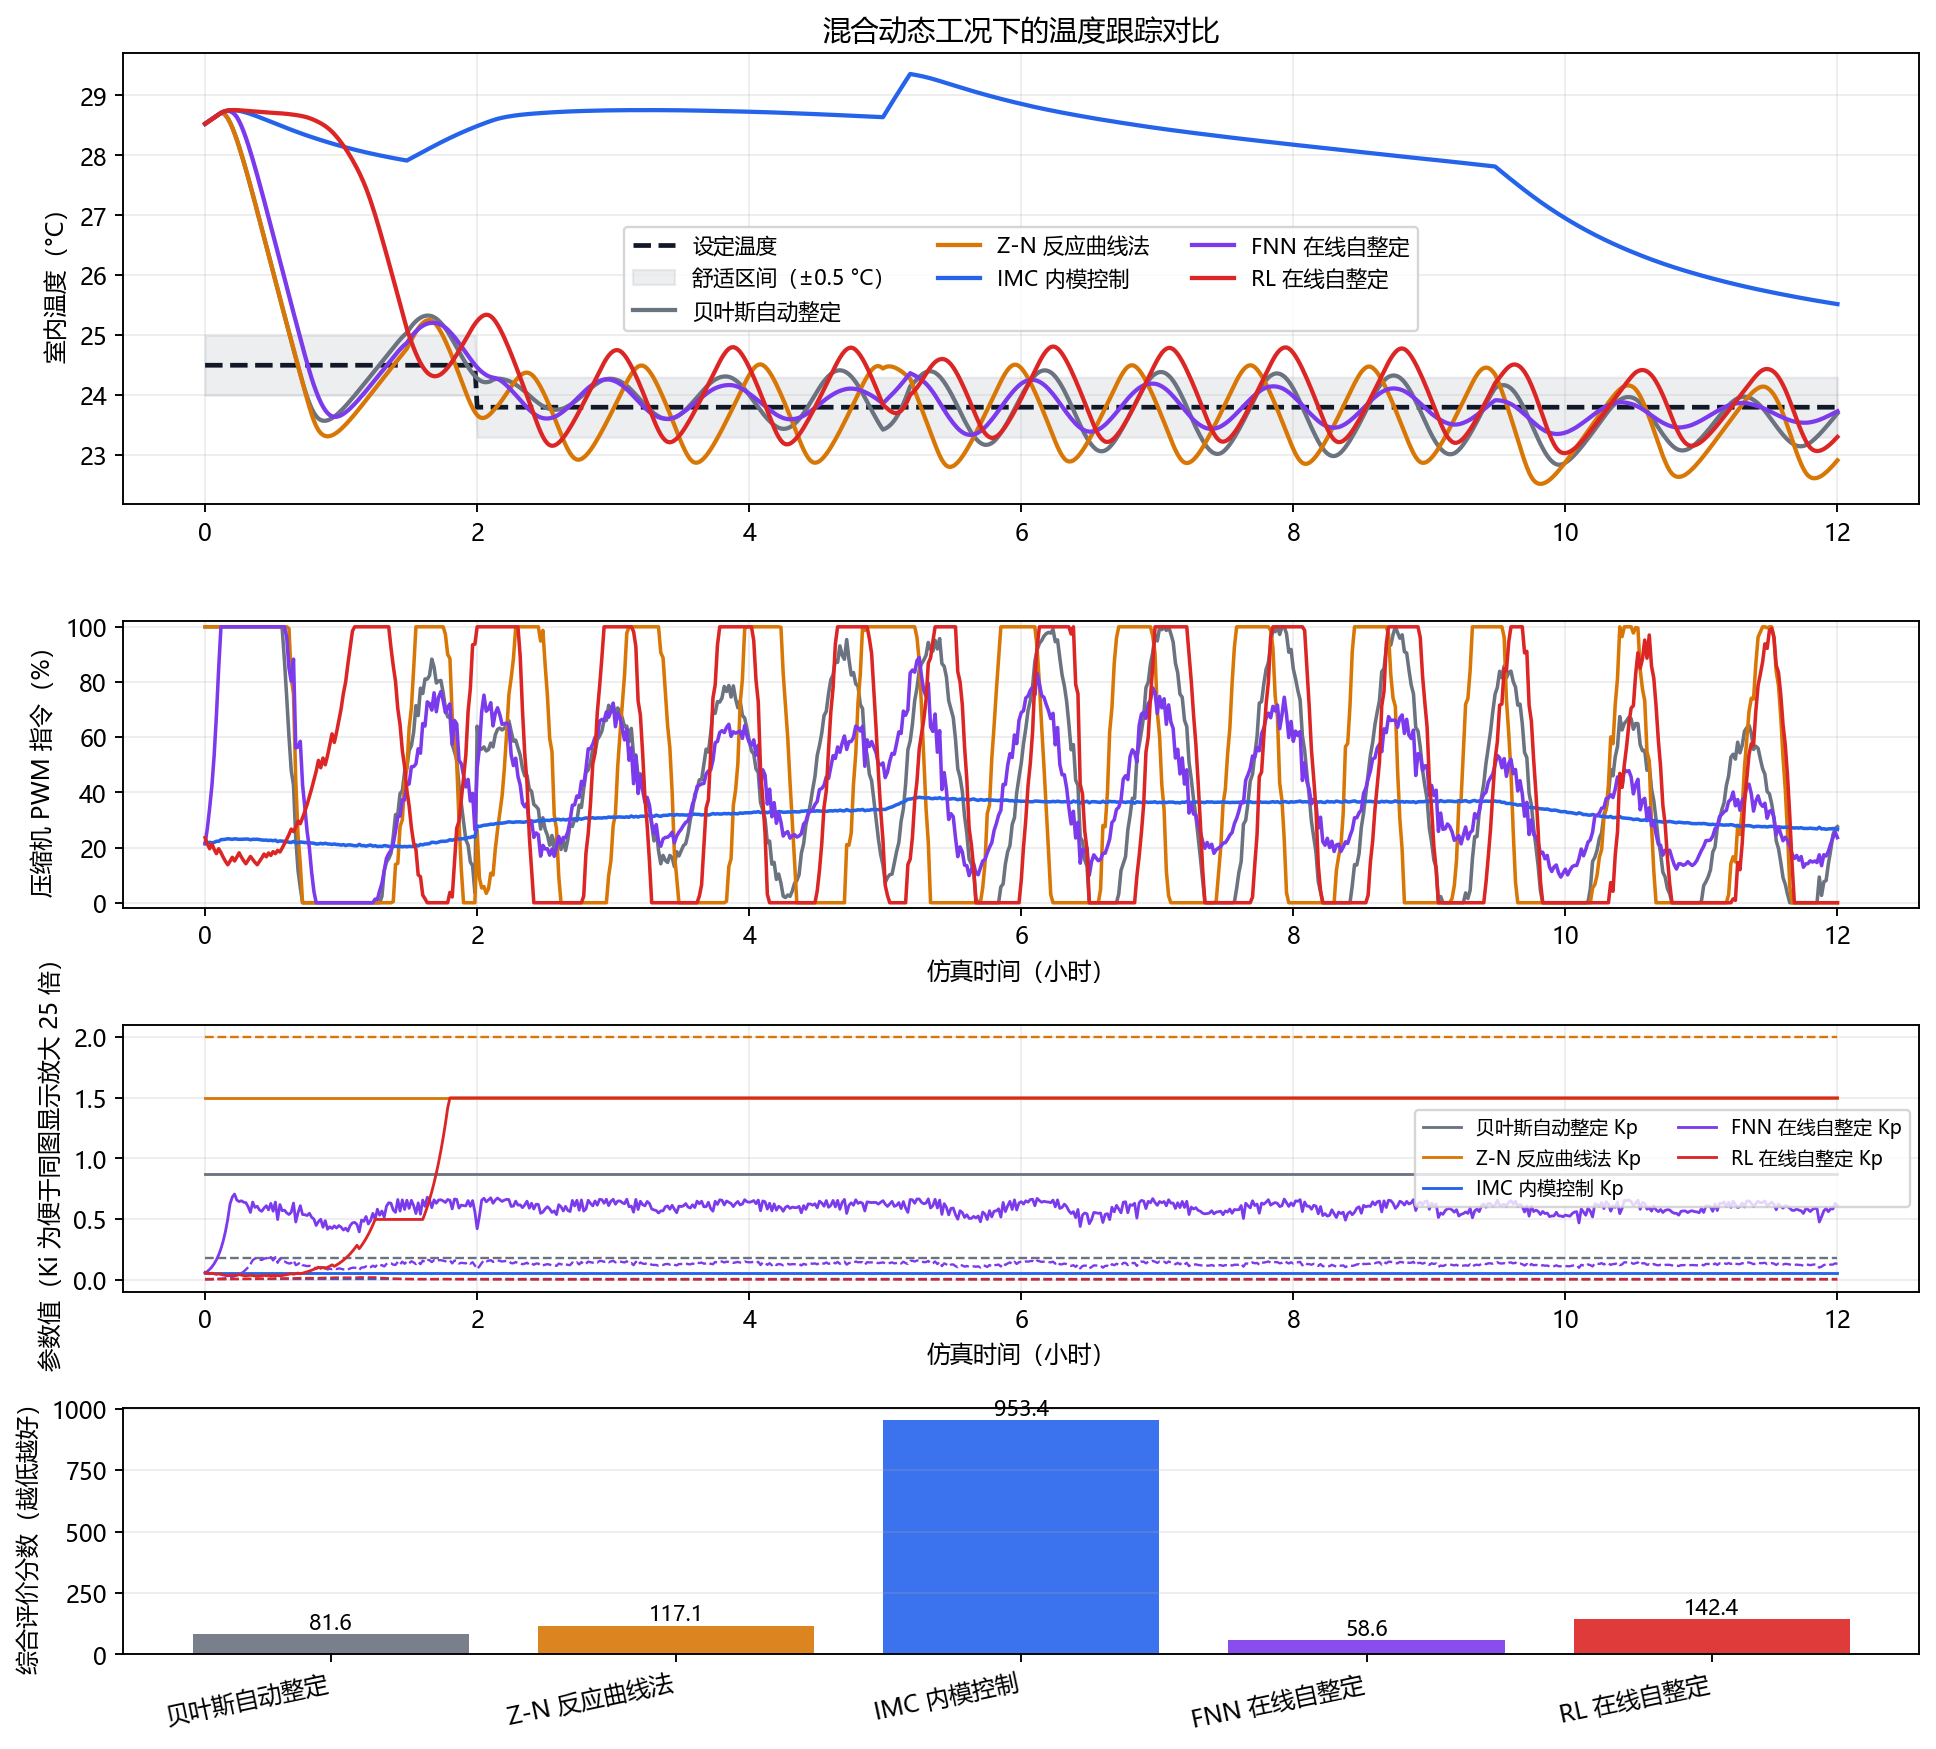 混合动态工况下的温度跟踪对比
室内温度（°C）
29
28
27
26
25
24
23
设定温度
舒适区间（±0.5 °C）
贝叶斯自动整定
Z-N 反应曲线法
IMC 内模控制
FNN 在线自整定
RL 在线自整定
0 2 4 6 8 10 12
压缩机 PWM 指令（%）
100
80
60
40
20
0
0 2 4 6 8 10 12
仿真时间（小时）
参数值（Ki 为便于同图显示放大 25 倍）
2.0
1.5
1.0
0.5
0.0
贝叶斯自动整定 Kp
Z-N 反应曲线法 Kp
IMC 内模控制 Kp
FNN 在线自整定 Kp
RL 在线自整定 Kp
0 2 4 6 8 10 12
仿真时间（小时）
综合评价分数（越低越好）
1000
750
500
250
0
81.6
117.1
953.4
58.6
142.4
贝叶斯自动整定
Z-N 反应曲线法
IMC 内模控制
FNN 在线自整定
RL 在线自整定